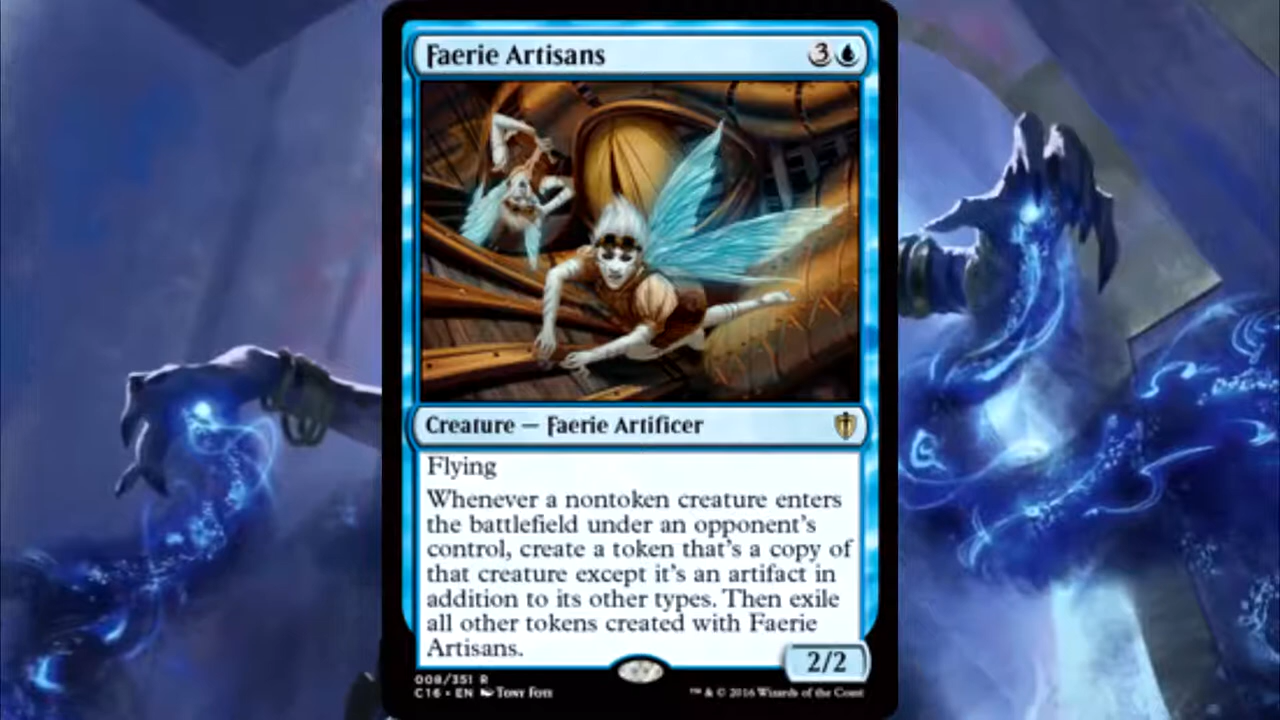 Faerie Artisans 3
Creature — Faerie Artificer
Flying
Whenever a nontoken creature enters
the battlefield under an opponent's
control, create a token that's a copy of
that creature except it's an artifact in
addition to its other types. Then exile
all other tokens created with Faerie
Artisans.
2/2
008/351 R
C16 • EN Tony Foti
™ & © 2016 Wizards of the Coast